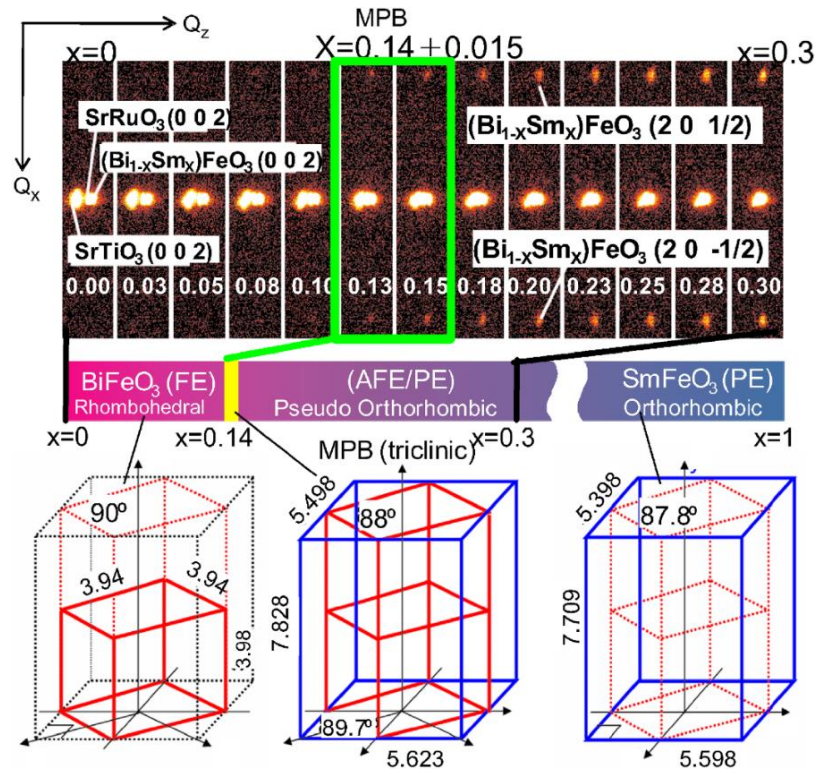 Q_z
MPB
x=0
X=0.14+0.015
x=0.3
SrRuO₃(0 0 2)
(Bi₁₋ₓSmₓ)FeO₃(2 0 1/2)
(Bi₁₋ₓSmₓ)FeO₃(0 0 2)
Qₓ
SrTiO₃(0 0 2)
(Bi₁₋ₓSmₓ)FeO₃(2 0 -1/2)
0.00 0.03 0.05 0.08 0.10 0.13 0.15 0.18 0.20 0.23 0.25 0.28 0.30
BiFeO₃(FE)
Rhombohedral
(AFE/PE)
Pseudo Orthorhombic
SmFeO₃(PE)
Orthorhombic
x=0
x=0.14
x=0.3
x=1
MPB (triclinic)
90º
3.94
3.94
3.98
5.498
88º
7.828
89.7º
5.623
5.398
87.8º
7.709
5.598